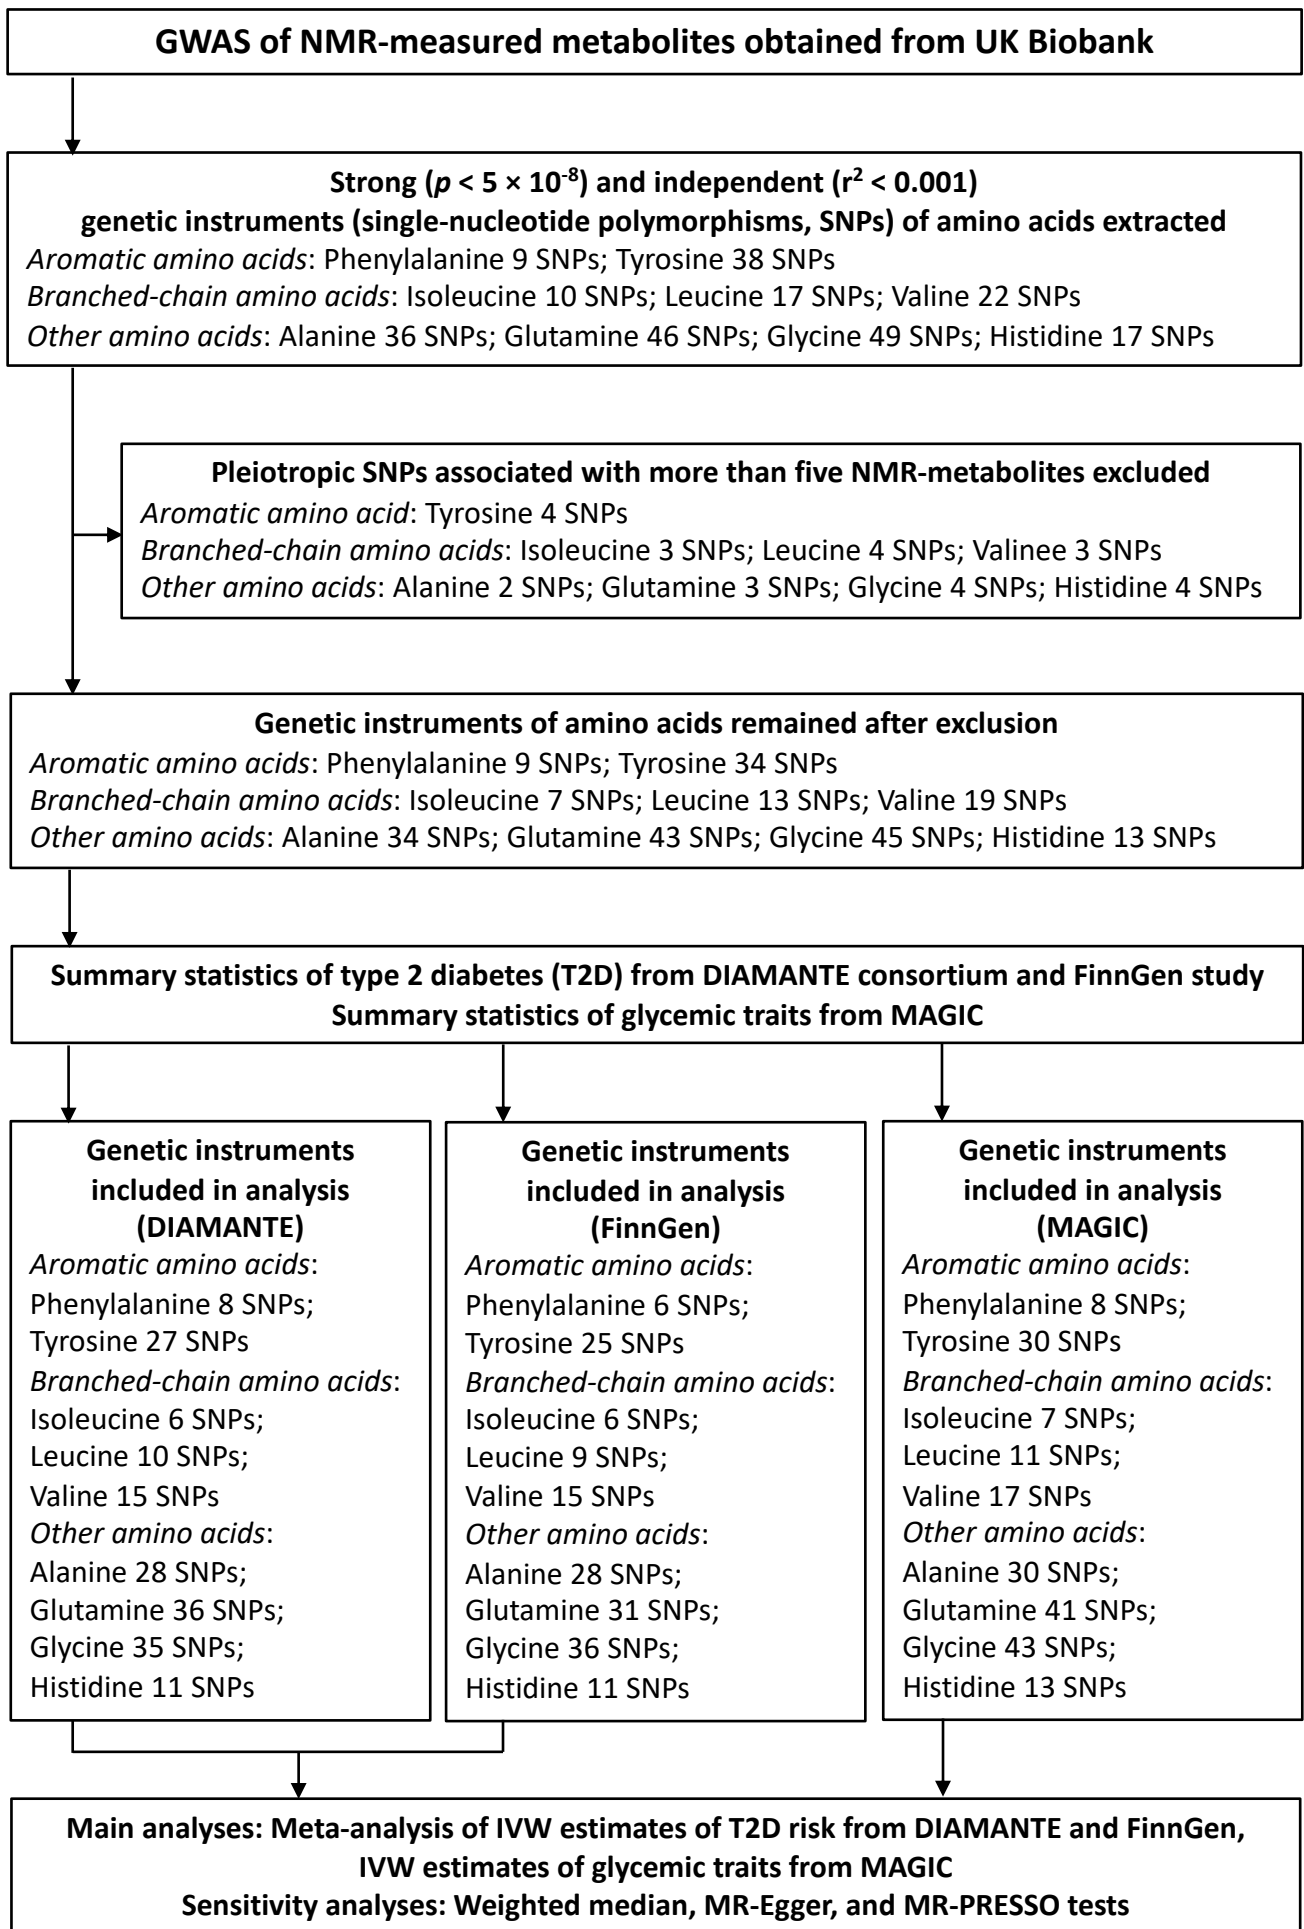 GWAS of NMR-measured metabolites obtained from UK Biobank
Strong (p < 5 × 10⁻⁸) and independent (r² < 0.001)
genetic instruments (single-nucleotide polymorphisms, SNPs) of amino acids extracted
Aromatic amino acids: Phenylalanine 9 SNPs; Tyrosine 38 SNPs
Branched-chain amino acids: Isoleucine 10 SNPs; Leucine 17 SNPs; Valine 22 SNPs
Other amino acids: Alanine 36 SNPs; Glutamine 46 SNPs; Glycine 49 SNPs; Histidine 17 SNPs
Pleiotropic SNPs associated with more than five NMR-metabolites excluded
Aromatic amino acid: Tyrosine 4 SNPs
Branched-chain amino acids: Isoleucine 3 SNPs; Leucine 4 SNPs; Valinee 3 SNPs
Other amino acids: Alanine 2 SNPs; Glutamine 3 SNPs; Glycine 4 SNPs; Histidine 4 SNPs
Genetic instruments of amino acids remained after exclusion
Aromatic amino acids: Phenylalanine 9 SNPs; Tyrosine 34 SNPs
Branched-chain amino acids: Isoleucine 7 SNPs; Leucine 13 SNPs; Valine 19 SNPs
Other amino acids: Alanine 34 SNPs; Glutamine 43 SNPs; Glycine 45 SNPs; Histidine 13 SNPs
Summary statistics of type 2 diabetes (T2D) from DIAMANTE consortium and FinnGen study
Summary statistics of glycemic traits from MAGIC
Genetic instruments
included in analysis
(DIAMANTE)
Aromatic amino acids:
Phenylalanine 8 SNPs;
Tyrosine 27 SNPs
Branched-chain amino acids:
Isoleucine 6 SNPs;
Leucine 10 SNPs;
Valine 15 SNPs
Other amino acids:
Alanine 28 SNPs;
Glutamine 36 SNPs;
Glycine 35 SNPs;
Histidine 11 SNPs
Genetic instruments
included in analysis
(FinnGen)
Aromatic amino acids:
Phenylalanine 6 SNPs;
Tyrosine 25 SNPs
Branched-chain amino acids:
Isoleucine 6 SNPs;
Leucine 9 SNPs;
Valine 15 SNPs
Other amino acids:
Alanine 28 SNPs;
Glutamine 31 SNPs;
Glycine 36 SNPs;
Histidine 11 SNPs
Genetic instruments
included in analysis
(MAGIC)
Aromatic amino acids:
Phenylalanine 8 SNPs;
Tyrosine 30 SNPs
Branched-chain amino acids:
Isoleucine 7 SNPs;
Leucine 11 SNPs;
Valine 17 SNPs
Other amino acids:
Alanine 30 SNPs;
Glutamine 41 SNPs;
Glycine 43 SNPs;
Histidine 13 SNPs
Main analyses: Meta-analysis of IVW estimates of T2D risk from DIAMANTE and FinnGen,
IVW estimates of glycemic traits from MAGIC
Sensitivity analyses: Weighted median, MR-Egger, and MR-PRESSO tests